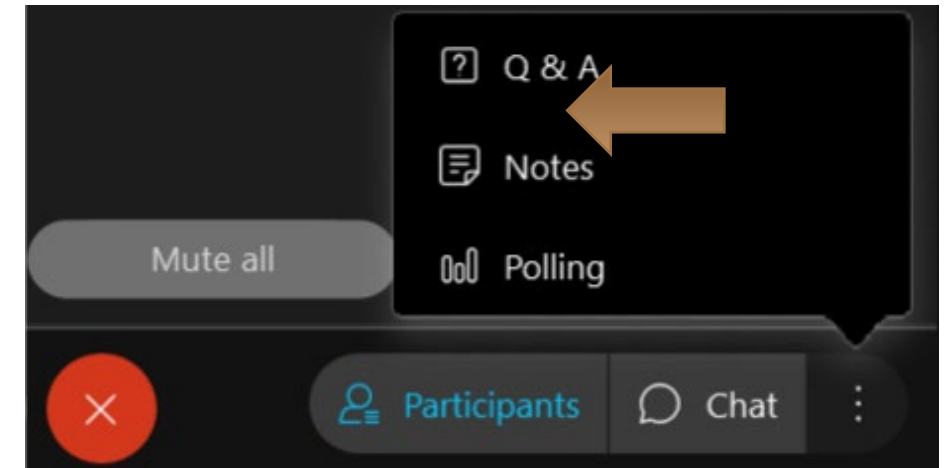 Q & A
Notes
Mute all
Polling
Participants
Chat